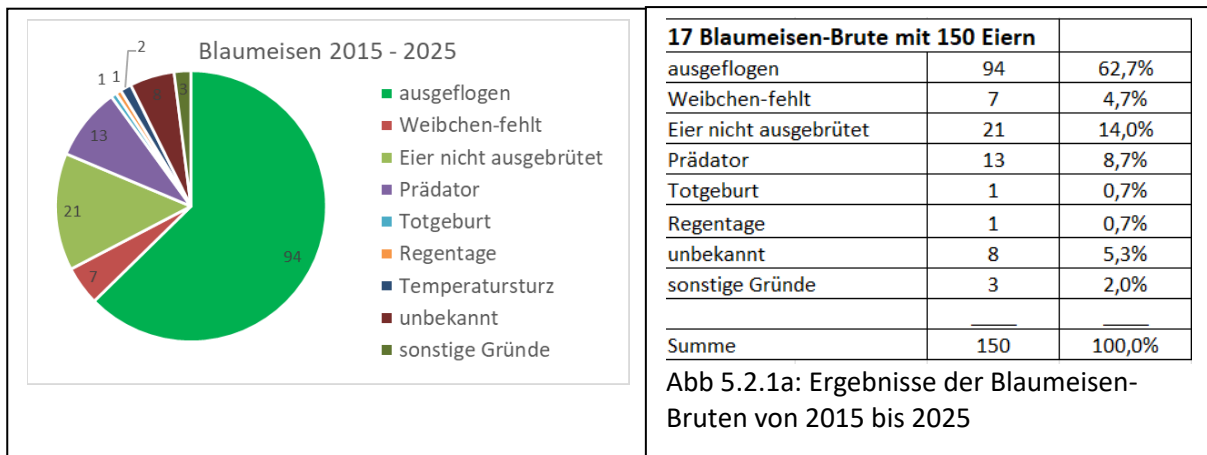 Blaumeisen 2015 - 2025
2
1
1
8
3
13
21
7
94
ausgeflogen
Weibchen-fehlt
Eier nicht ausgebrütet
Prädator
Totgeburt
Regentage
Temperatursturz
unbekannt
sonstige Gründe
17 Blaumeisen-Brute mit 150 Eiern
ausgeflogen 94 62,7%
Weibchen-fehlt 7 4,7%
Eier nicht ausgebrütet 21 14,0%
Prädator 13 8,7%
Totgeburt 1 0,7%
Regentage 1 0,7%
unbekannt 8 5,3%
sonstige Gründe 3 2,0%
Summe 150 100,0%
Abb 5.2.1a: Ergebnisse der Blaumeisen-
Bruten von 2015 bis 2025